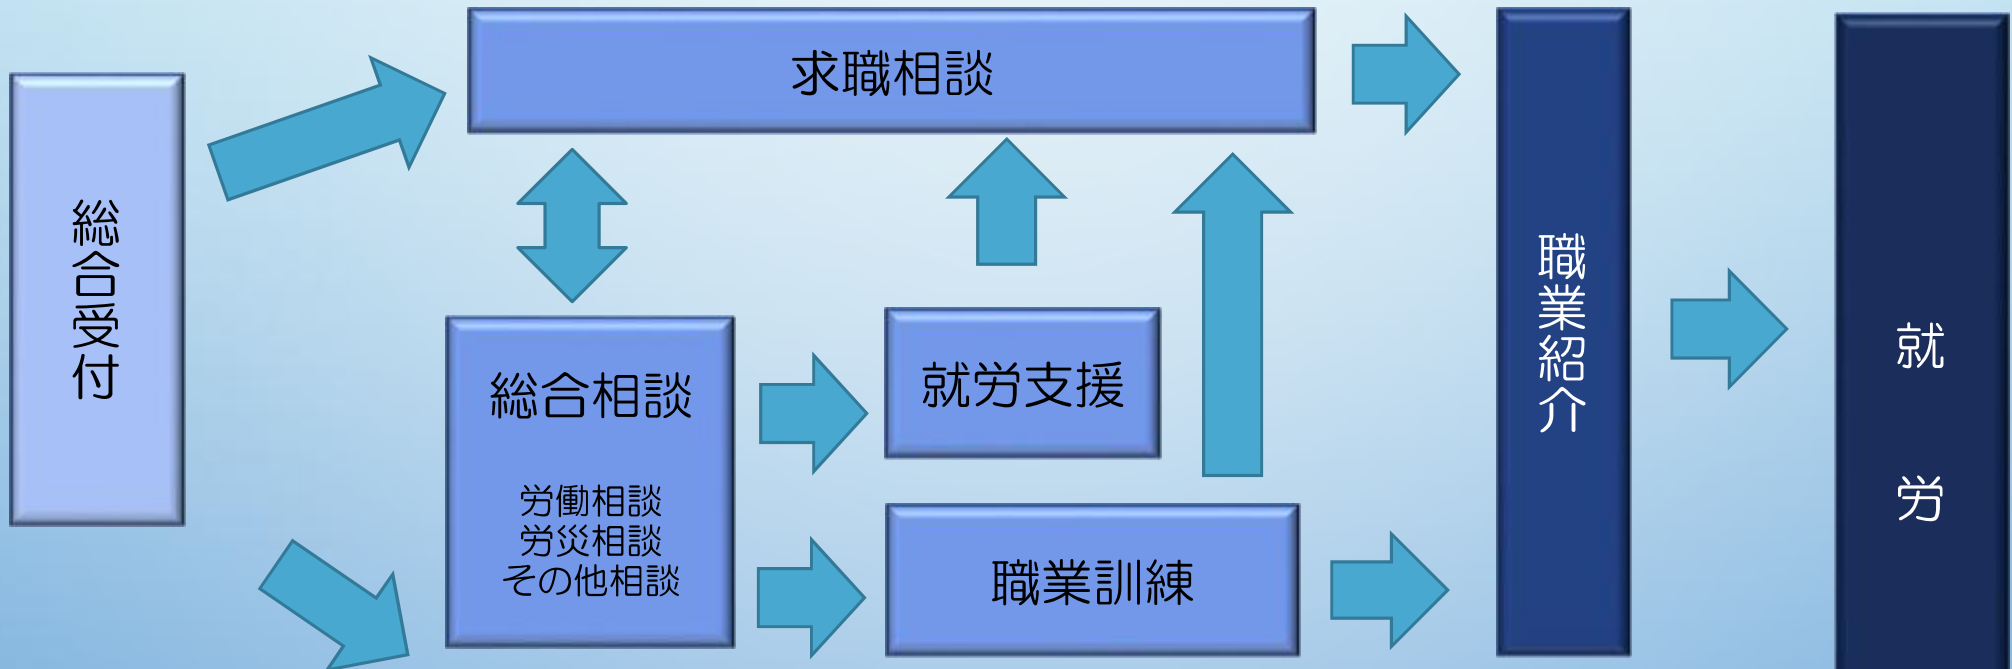 総合受付
求職相談
総合相談
労働相談
労災相談
その他相談
就労支援
職業訓練
職業紹介
就労